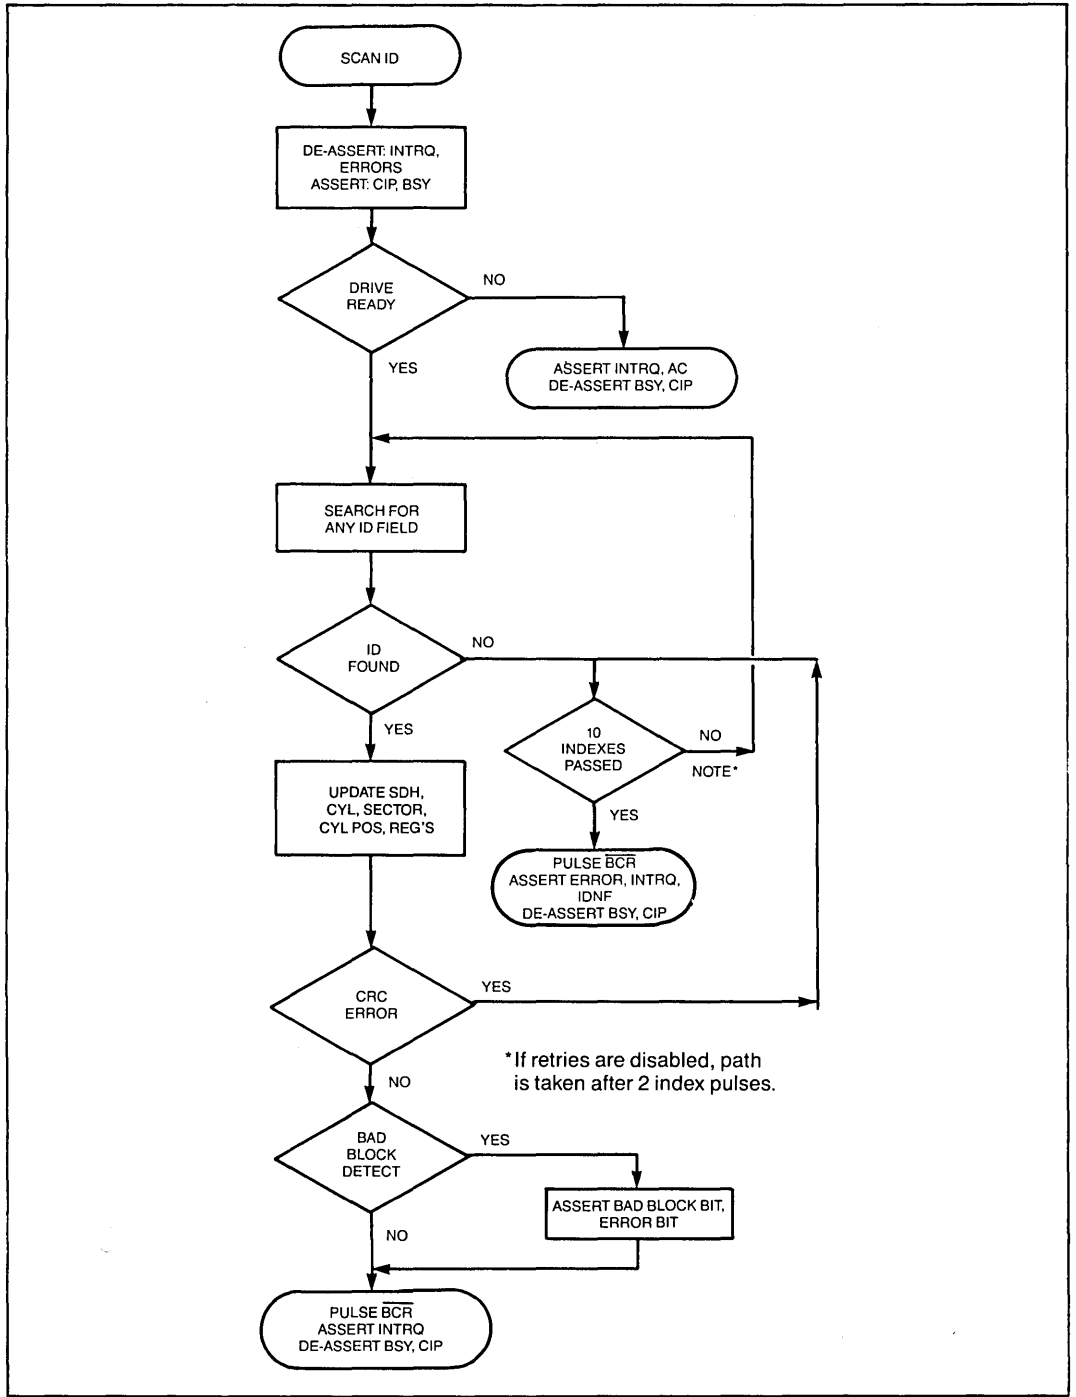 SCAN ID
DE-ASSERT: INTRQ,
ERRORS
ASSERT: CIP, BSY
DRIVE
READY
NO
YES
ASSERT INTRQ, AC
DE-ASSERT BSY, CIP
SEARCH FOR
ANY ID FIELD
ID
FOUND
NO
YES
10
INDEXES
PASSED
NO
NOTE*
YES
UPDATE SDH,
CYL, SECTOR,
CYL POS, REG'S
PULSE B̅C̅R̅
ASSERT ERROR, INTRQ,
IDNF
DE-ASSERT BSY, CIP
CRC
ERROR
YES
NO
*If retries are disabled, path
is taken after 2 index pulses.
BAD
BLOCK
DETECT
YES
NO
ASSERT BAD BLOCK BIT,
ERROR BIT
PULSE B̅C̅R̅
ASSERT INTRQ
DE-ASSERT BSY, CIP